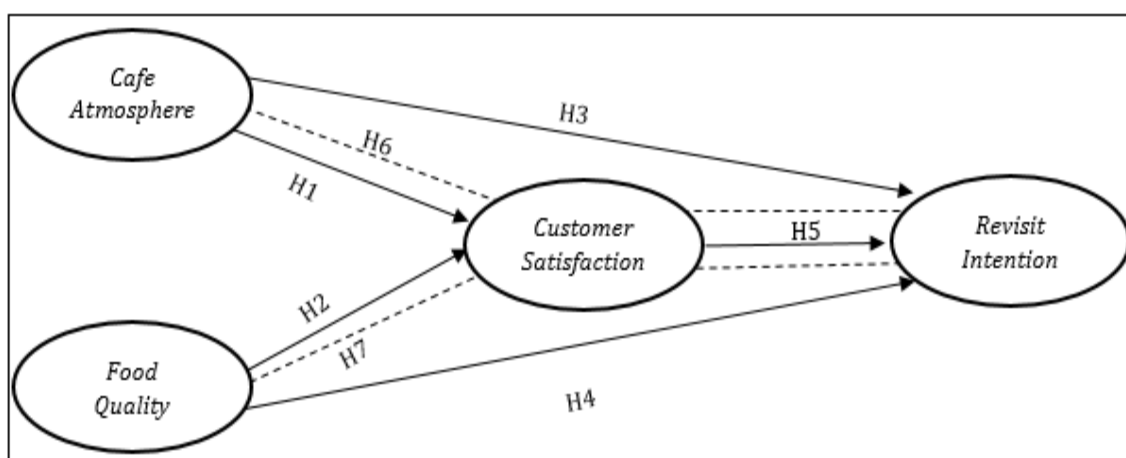 Cafe
Atmosphere
H3
H6
H1
Customer
Satisfaction
H5
Revisit
Intention
H2
H7
Food
Quality
H4